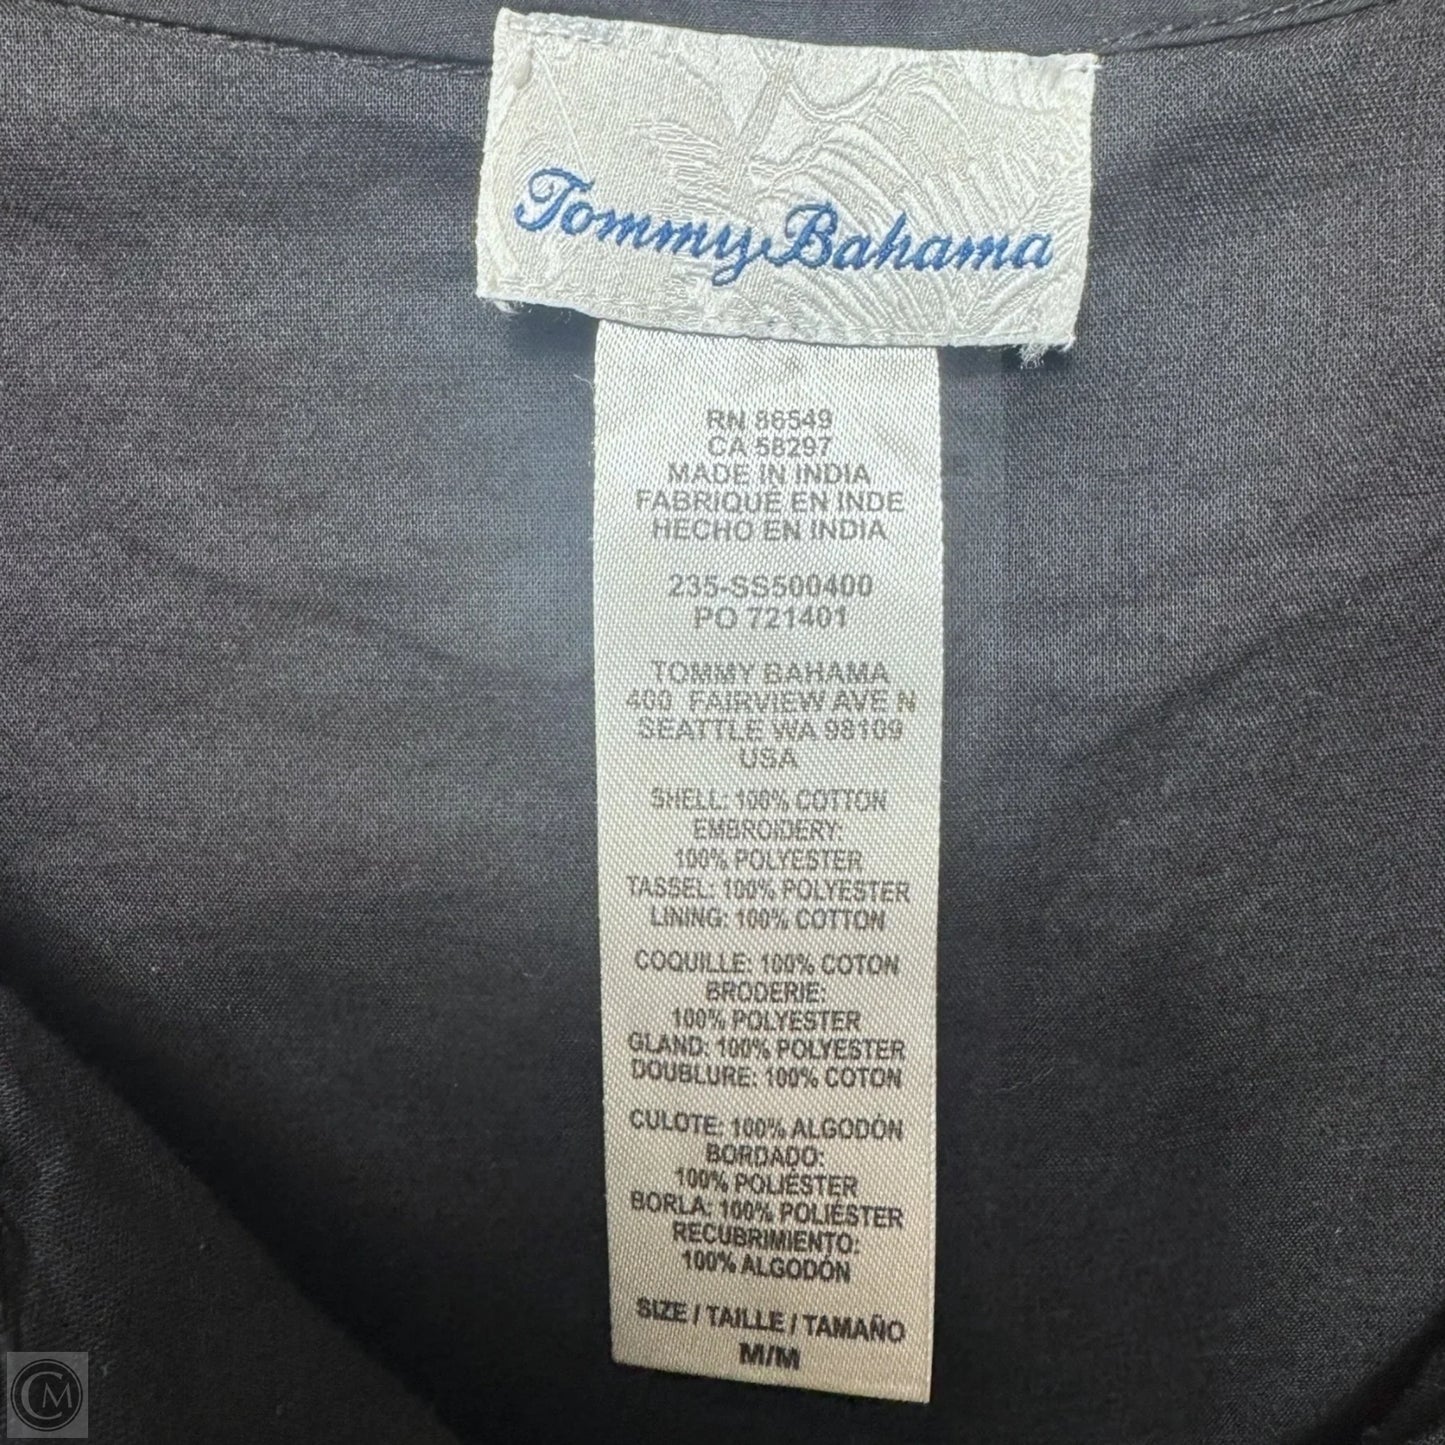 Tommy Bahama
RN 86549
CA 58297
MADE IN INDIA
FABRIQUÉ EN INDE
HECHO EN INDIA
235-SS500400
PO 721401
TOMMY BAHAMA
400 FAIRVIEW AVE N
SEATTLE WA 98109
USA
SHELL: 100% COTTON
EMBROIDERY:
100% POLYESTER
TASSEL: 100% POLYESTER
LINING: 100% COTTON
COQUILLE: 100% COTON
BRODERIE:
100% POLYESTER
GLAND: 100% POLYESTER
DOUBLURE: 100% COTON
CULOTE: 100% ALGODÓN
BORDADO:
100% POLIÉSTER
BORLA: 100% POLIÉSTER
RECUBRIMIENTO:
100% ALGODÓN
SIZE / TAILLE / TAMAÑO
M/M
CM